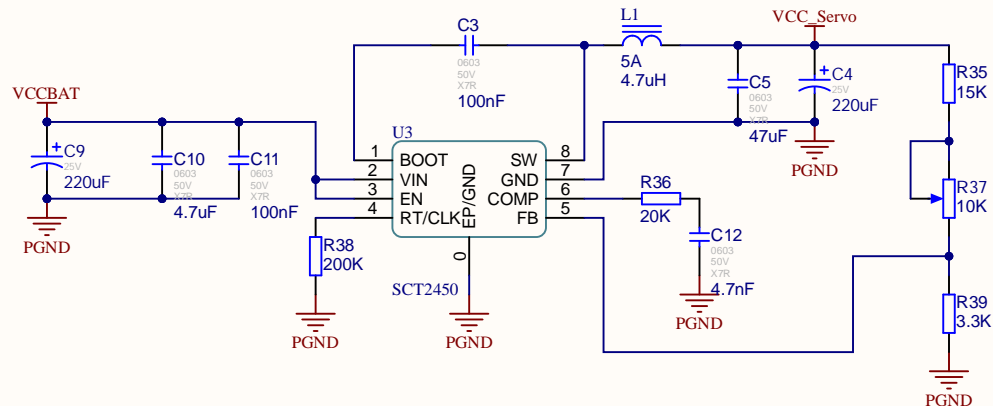 L1
VCC_Servo
C3
0603
50V
X7R
100nF
5A
4.7uH
C5
0603
50V
X7R
47uF
+
C4
25V
220uF
R35
15K
PGND
VCCBAT
+
C9
25V
220uF
C10
0603
50V
X7R
4.7uF
C11
0603
50V
X7R
100nF
PGND
U3
1 BOOT SW 8
2 VIN GND 7
3 EN COMP 6
4 RT/CLK FB 5
EP/GND
0
SCT2450
R36
20K
R37
10K
C12
0603
50V
X7R
4.7nF
PGND
R38
200K
PGND
PGND
R39
3.3K
PGND